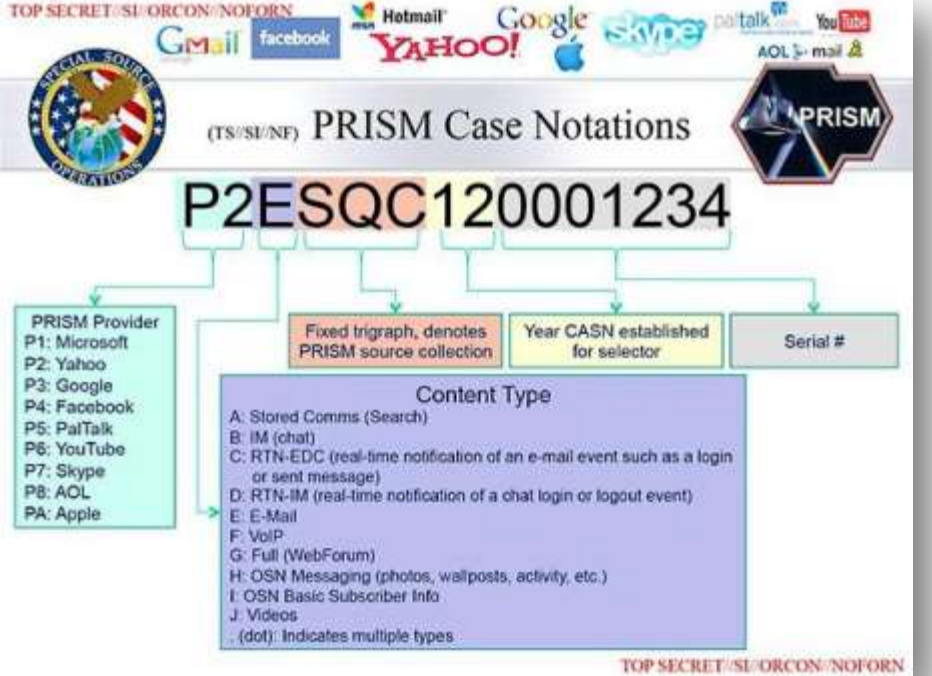 TOP SECRET//SI//ORCON//NOFORN
Gmail facebook msn Hotmail YAHOO! Google skype paltalk YouTube
AOL mail
SPECIAL SOURCE OPERATIONS
(TS//SI//NF) PRISM Case Notations
PRISM
P2ESQC120001234
PRISM Provider
P1: Microsoft
P2: Yahoo
P3: Google
P4: Facebook
P5: PalTalk
P6: YouTube
P7: Skype
P8: AOL
PA: Apple
Fixed trigraph, denotes
PRISM source collection
Year CASN established
for selector
Serial #
Content Type
A: Stored Comms (Search)
B: IM (chat)
C: RTN-EDC (real-time notification of an e-mail event such as a login
or sent message)
D: RTN-IM (real-time notification of a chat login or logout event)
E: E-Mail
F: VoIP
G: Full (WebForum)
H: OSN Messaging (photos, wallposts, activity, etc.)
I: OSN Basic Subscriber Info
J: Videos
. (dot): Indicates multiple types
TOP SECRET//SI//ORCON//NOFORN